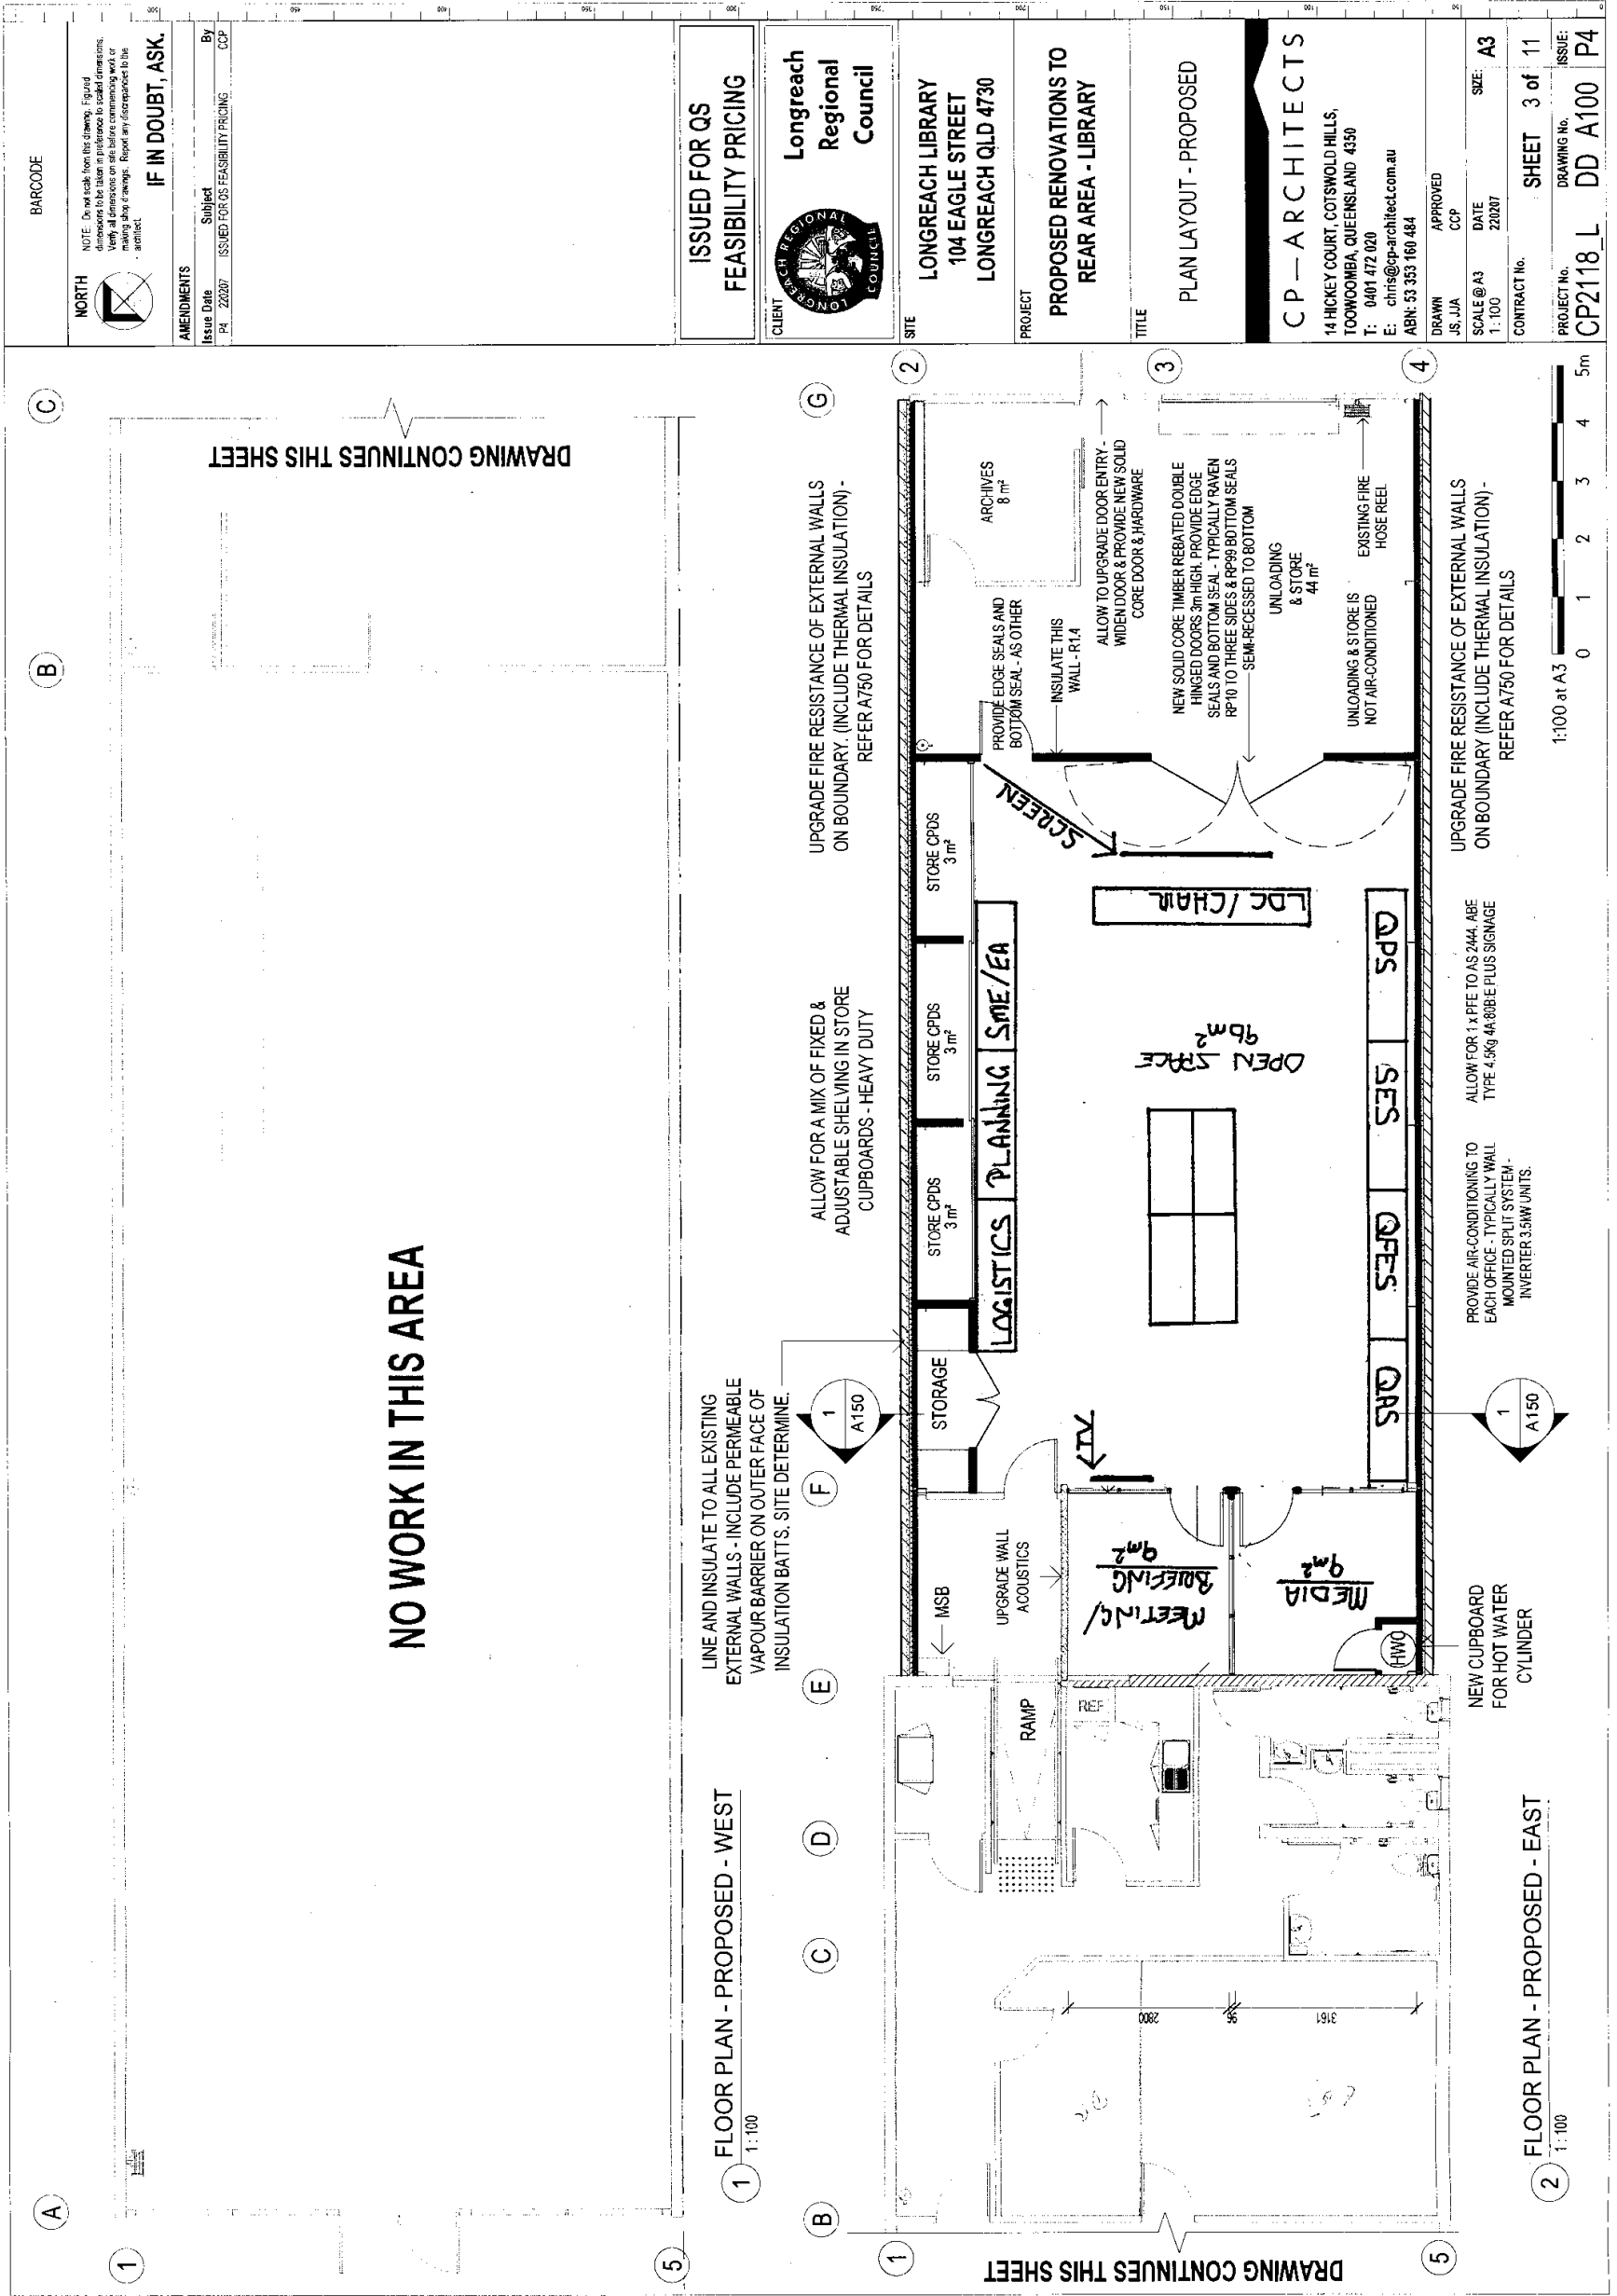 BARCODE
NORTH
NOTE: Do not scale from this drawing. Figured
dimensions to be taken in preference to scaled dimensions.
Verify all dimensions on site before commencing work or
making shop drawings. Report any discrepancies to the
architect.
IF IN DOUBT, ASK.
AMENDMENTS
Issue Date Subject By
P4 220207 ISSUED FOR QS FEASIBILITY PRICING CCP
ISSUED FOR QS
FEASIBILITY PRICING
CLIENT
LONGREACH REGIONAL COUNCIL
Longreach
Regional
Council
SITE
LONGREACH LIBRARY
104 EAGLE STREET
LONGREACH QLD 4730
PROJECT
PROPOSED RENOVATIONS TO
REAR AREA - LIBRARY
TITLE
PLAN LAYOUT - PROPOSED
CP-ARCHITECTS
14 HICKEY COURT, COTSWOLD HILLS,
TOOWOOMBA, QUEENSLAND 4350
T: 0401 472 020
E: chris@cp-architect.com.au
ABN: 53 353 160 484
DRAWN APPROVED
JS, JJA CCP
SCALE @ A3 DATE SIZE:
1:100 220207 A3
CONTRACT No.
SHEET 3 of 11
PROJECT No. DRAWING No. ISSUE:
CP2118_L DD A100 P4
A
B
C
1
5
DRAWING CONTINUES THIS SHEET
NO WORK IN THIS AREA
1
FLOOR PLAN - PROPOSED - WEST
1:100
LINE AND INSULATE TO ALL EXISTING
EXTERNAL WALLS - INCLUDE PERMEABLE
VAPOUR BARRIER ON OUTER FACE OF
INSULATION BATTS. SITE DETERMINE.
ALLOW FOR A MIX OF FIXED &
ADJUSTABLE SHELVING IN STORE
CUPBOARDS - HEAVY DUTY
UPGRADE FIRE RESISTANCE OF EXTERNAL WALLS
ON BOUNDARY. (INCLUDE THERMAL INSULATION) -
REFER A750 FOR DETAILS
B
C
D
E
F
G
1
A150
1
5
2
3
4
DRAWING CONTINUES THIS SHEET
2800
96
3161
RAMP
REF
MSB
UPGRADE WALL
ACOUSTICS
MEETING/
BRIEFING
9m²
MEDIA
9m²
HWC
TV
STORAGE
STORE CPDS
3 m²
STORE CPDS
3 m²
STORE CPDS
3 m²
LOGISTICS
PLANNING
SME/EA
OPEN SPACE
96m²
SCREEN
LDC/CHAIR
QAS
QFES
SES
QPS
ARCHIVES
8 m²
PROVIDE EDGE SEALS AND
BOTTOM SEAL - AS OTHER
INSULATE THIS
WALL - R1.4
ALLOW TO UPGRADE DOOR ENTRY -
WIDEN DOOR & PROVIDE NEW SOLID
CORE DOOR & HARDWARE
NEW SOLID CORE TIMBER REBATED DOUBLE
HINGED DOORS 3m HIGH. PROVIDE EDGE
SEALS AND BOTTOM SEAL - TYPICALLY RAVEN
RP10 TO THREE SIDES & RP99 BOTTOM SEALS
SEMI-RECESSED TO BOTTOM
UNLOADING
& STORE
44 m²
UNLOADING & STORE IS
NOT AIR-CONDITIONED
EXISTING FIRE
HOSE REEL
NEW CUPBOARD
FOR HOT WATER
CYLINDER
1
A150
PROVIDE AIR-CONDITIONING TO
EACH OFFICE - TYPICALLY WALL
MOUNTED SPLIT SYSTEM -
INVERTER 3.5kW UNITS.
ALLOW FOR 1 x PFE TO AS 2444. ABE
TYPE 4.5Kg 4A:80B:E PLUS SIGNAGE
UPGRADE FIRE RESISTANCE OF EXTERNAL WALLS
ON BOUNDARY (INCLUDE THERMAL INSULATION) -
REFER A750 FOR DETAILS
2
FLOOR PLAN - PROPOSED - EAST
1:100
1:100 at A3
0 1 2 3 4 5m